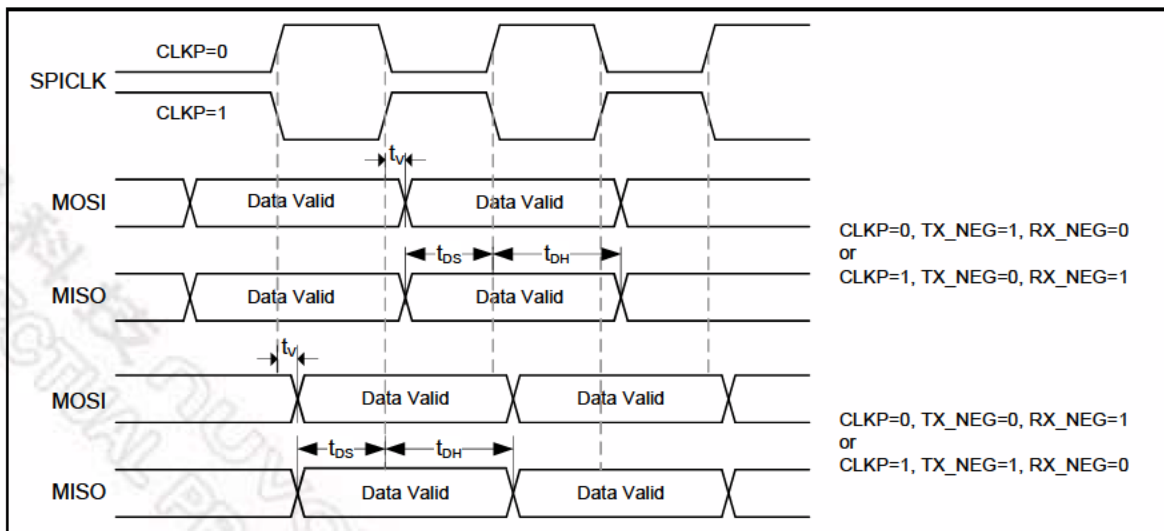 CLKP=0
SPICLK
CLKP=1
tV
MOSI
Data Valid
Data Valid
tDS
tDH
MISO
Data Valid
Data Valid
CLKP=0, TX_NEG=1, RX_NEG=0
or
CLKP=1, TX_NEG=0, RX_NEG=1
tV
MOSI
Data Valid
Data Valid
tDS
tDH
MISO
Data Valid
Data Valid
CLKP=0, TX_NEG=0, RX_NEG=1
or
CLKP=1, TX_NEG=1, RX_NEG=0
科技